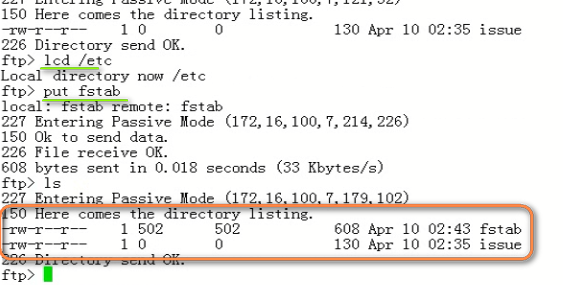 227 Entering Passive Mode (172,16,100,7,121,52)
150 Here comes the directory listing.
-rw-r--r--    1 0        0             130 Apr 10 02:35 issue
226 Directory send OK.
ftp> lcd /etc
Local directory now /etc
ftp> put fstab
local: fstab remote: fstab
227 Entering Passive Mode (172,16,100,7,214,226)
150 Ok to send data.
226 File receive OK.
608 bytes sent in 0.018 seconds (33 Kbytes/s)
ftp> ls
227 Entering Passive Mode (172,16,100,7,179,102)
150 Here comes the directory listing.
-rw-r--r--    1 502      502           608 Apr 10 02:43 fstab
-rw-r--r--    1 0        0             130 Apr 10 02:35 issue
226 Directory send OK.
ftp>